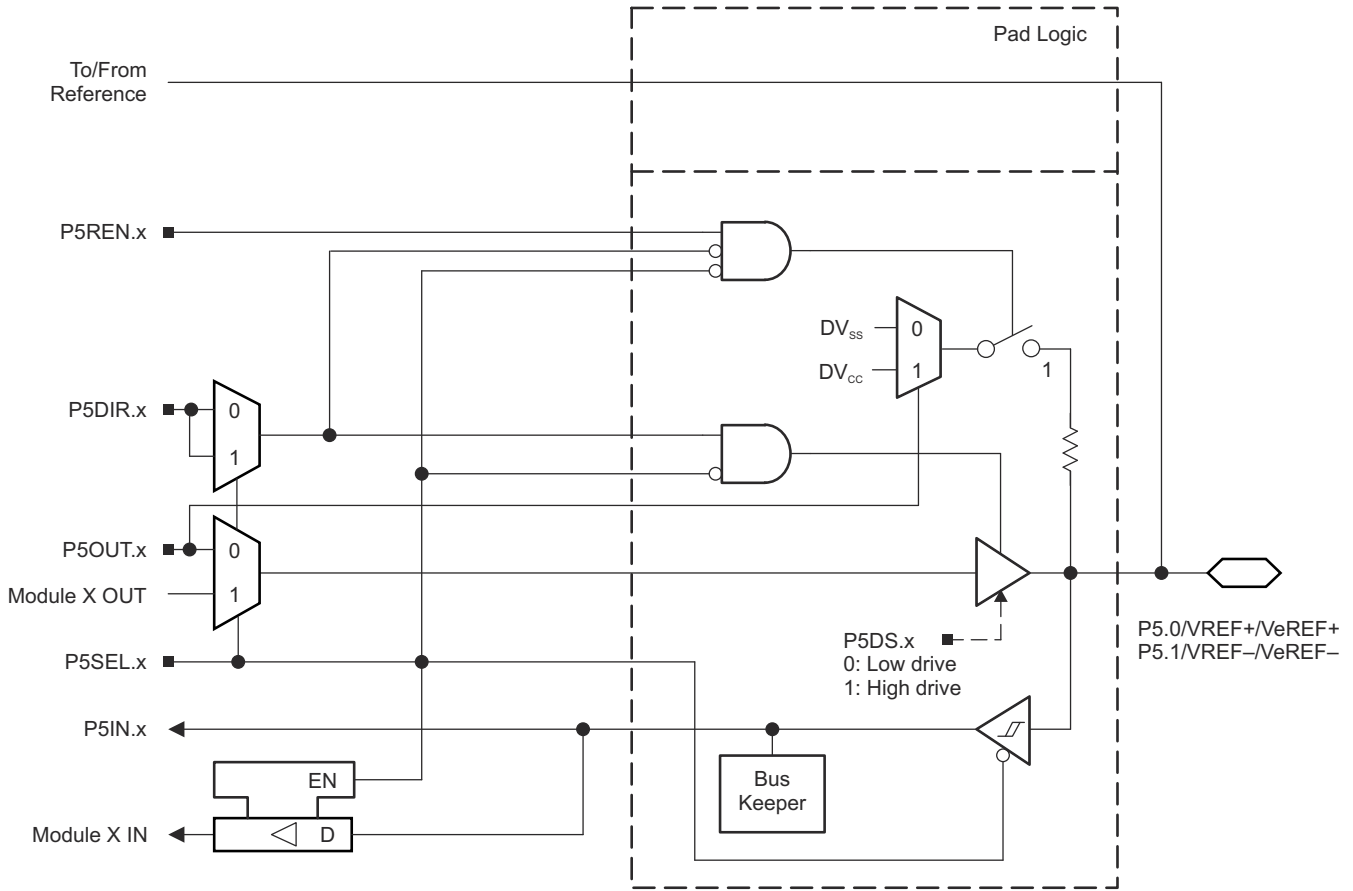 Pad Logic
To/From
Reference
P5REN.x
DVss
0
DVcc
1
1
P5DIR.x
0
1
P5OUT.x
0
Module X OUT
1
P5DS.x
0: Low drive
1: High drive
P5.0/VREF+/VeREF+
P5.1/VREF–/VeREF–
P5SEL.x
P5IN.x
EN
Bus
Keeper
Module X IN
D